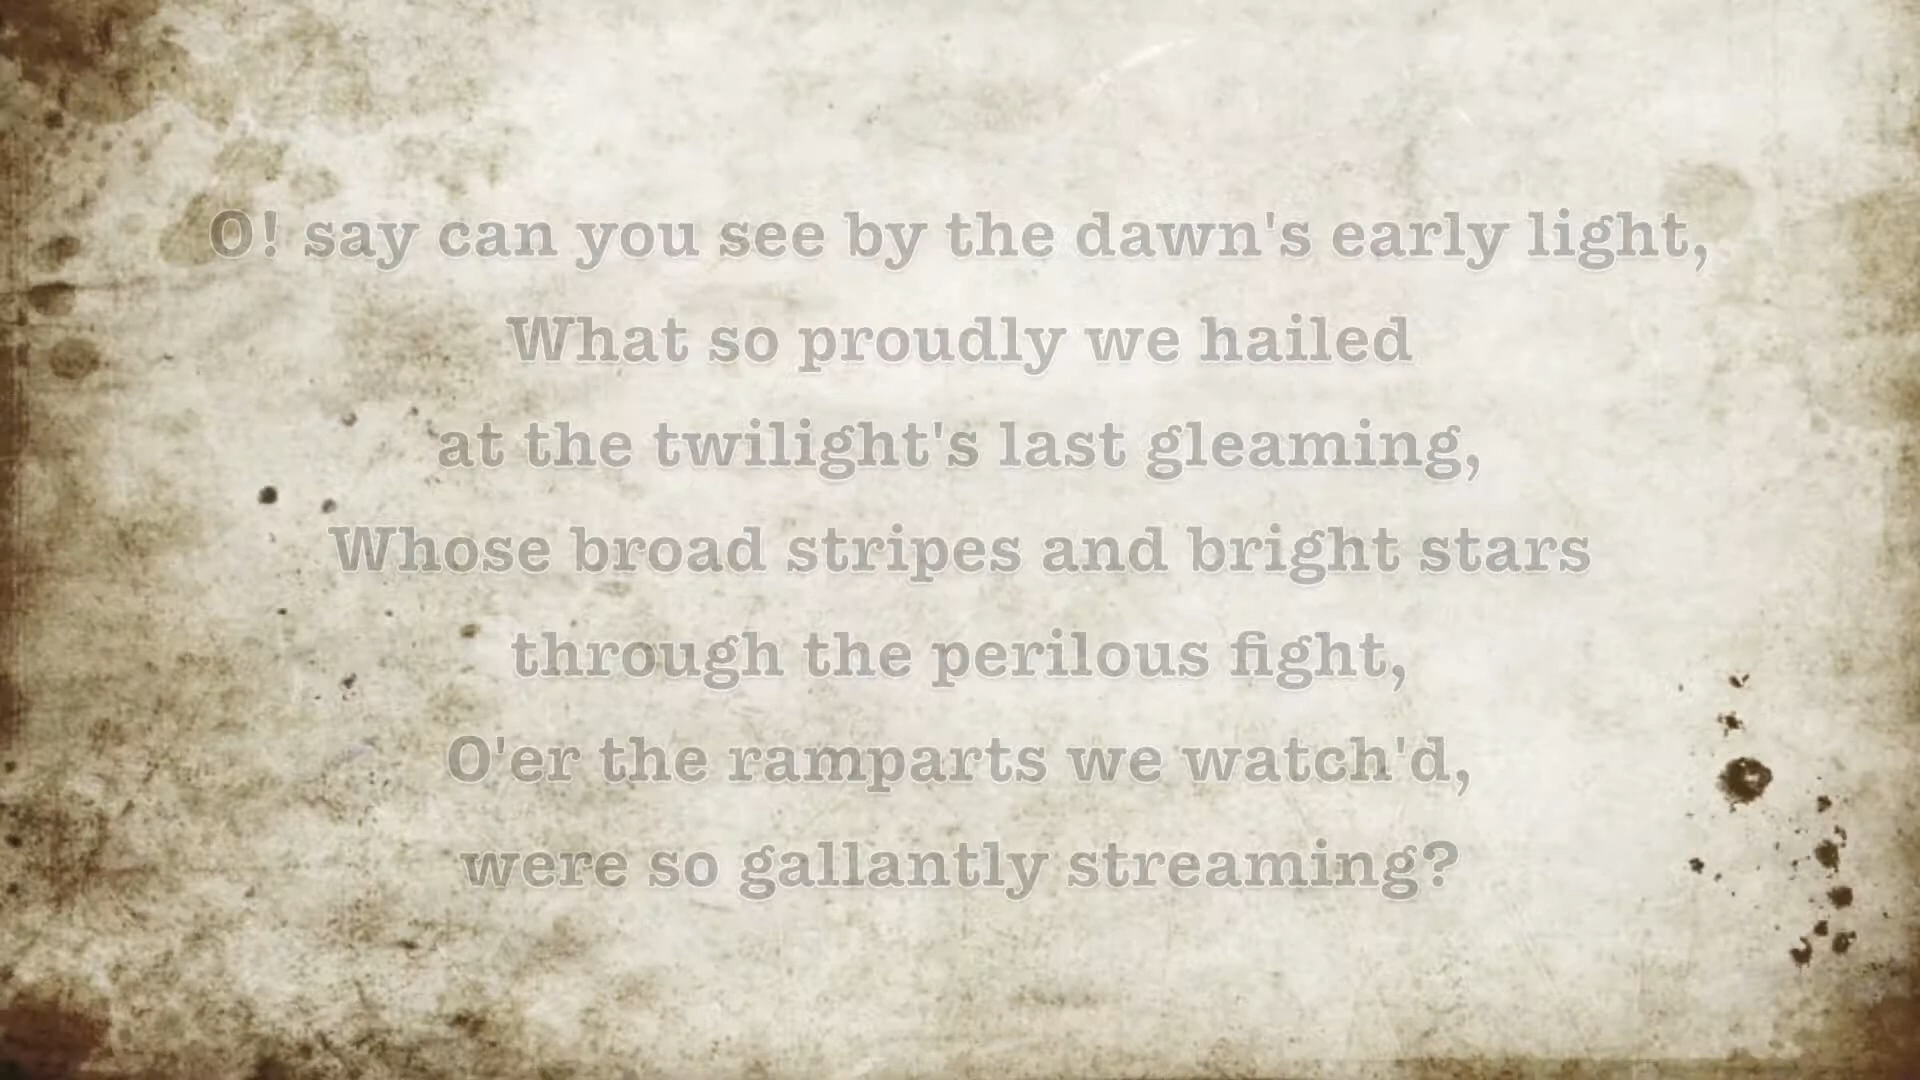 O! say can you see by the dawn's early light,
What so proudly we hailed
at the twilight's last gleaming,
Whose broad stripes and bright stars
through the perilous fight,
O'er the ramparts we watch'd,
were so gallantly streaming?